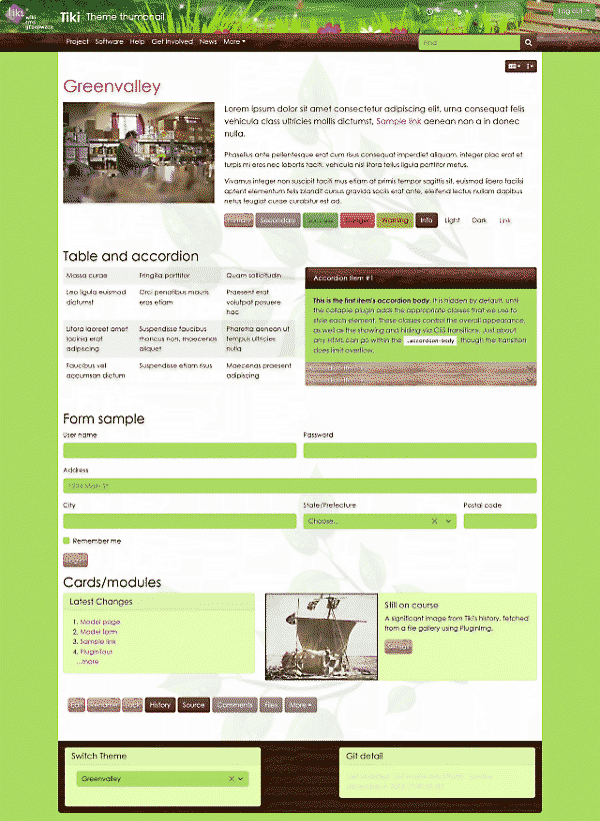 tiki
Tiki Theme thumbnail
Log out
Project Software Help Get Involved News More
Find
Greenvalley
Lorem ipsum dolor sit amet consectetur adipiscing elit, urna consequat felis
vehicula class ultricies mollis dictumst, Sample link aenean non a in donec
nulla.
Phasellus ante pellentesque erat cum risus consequat imperdiet aliquam, integer plac erat et
turpis mi eros nec lobortis taciti, vehicula nisl litora tellus ligula porttitor metus.
Vivamus integer non suscipit taciti mus etiam at primis tempor sagittis sit, euismod libero facilisi
aptent elementum felis blandit cursus gravida sociis erat ante, eleifend lectus nullam dapibus
netus feugiat curae curabitur est ad.
Primary Secondary Success Danger Warning Info Light Dark Link
Table and accordion
Massa curae Fringilla porttitor Quam sollicitudin
Leo ligula euismod Orci penatibus mauris Praesent erat
dictumst eros etiam volutpat posuere
hac
Litora laoreet amet Suspendisse faucibus Pharetra aenean ut
lacinia erat rhoncus non, maecenas tempus ultricies
adipiscing aliquet nulla
Faucibus vel Suspendisse etiam risus Maecenas praesent
accumsan dictum adipiscing
Accordion Item #1
This is the first item's accordion body. It is hidden by default, until
the collapse plugin adds the appropriate classes that we use to
style each element. These classes control the overall appearance,
as well as the showing and hiding via CSS transitions. Just about
any HTML can go within the .accordion-body, though the transition
does limit overflow.
Form sample
User name Password
Address
1234 Main St
City State/Prefecture Postal code
Choose...
Remember me
Cards/modules
Latest Changes
1. Model page
2. Model form
3. Sample link
4. PluginTour
...more
Still on course
A significant image from Tiki's history, fetched
from a file gallery using PluginImg.
Set sail
Edit Rename Lock History Source Comments Files More
Switch Theme
Greenvalley
Git detail